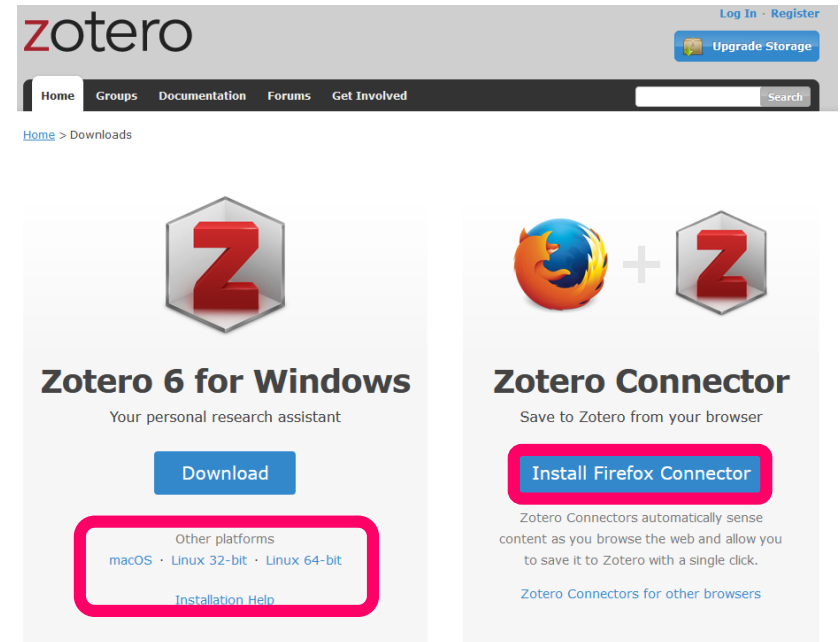 zotero
Log In · Register
Upgrade Storage
Home Groups Documentation Forums Get Involved
Search
Home > Downloads
Z
Zotero 6 for Windows
Your personal research assistant
Download
Other platforms
macOS · Linux 32-bit · Linux 64-bit
Installation Help
+ Z
Zotero Connector
Save to Zotero from your browser
Install Firefox Connector
Zotero Connectors automatically sense
content as you browse the web and allow you
to save it to Zotero with a single click.
Zotero Connectors for other browsers